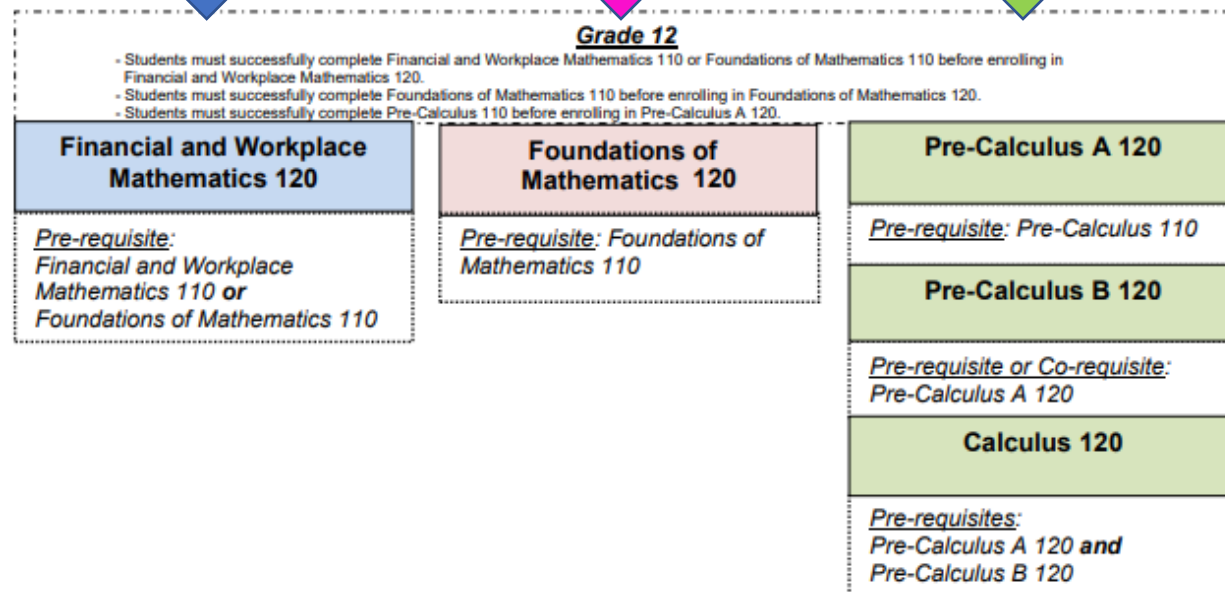 Grade 12
- Students must successfully complete Financial and Workplace Mathematics 110 or Foundations of Mathematics 110 before enrolling in
Financial and Workplace Mathematics 120.
- Students must successfully complete Foundations of Mathematics 110 before enrolling in Foundations of Mathematics 120.
- Students must successfully complete Pre-Calculus 110 before enrolling in Pre-Calculus A 120.
Financial and Workplace
Mathematics 120
Pre-requisite:
Financial and Workplace
Mathematics 110 or
Foundations of Mathematics 110
Foundations of
Mathematics 120
Pre-requisite: Foundations of
Mathematics 110
Pre-Calculus A 120
Pre-requisite: Pre-Calculus 110
Pre-Calculus B 120
Pre-requisite or Co-requisite:
Pre-Calculus A 120
Calculus 120
Pre-requisites:
Pre-Calculus A 120 and
Pre-Calculus B 120